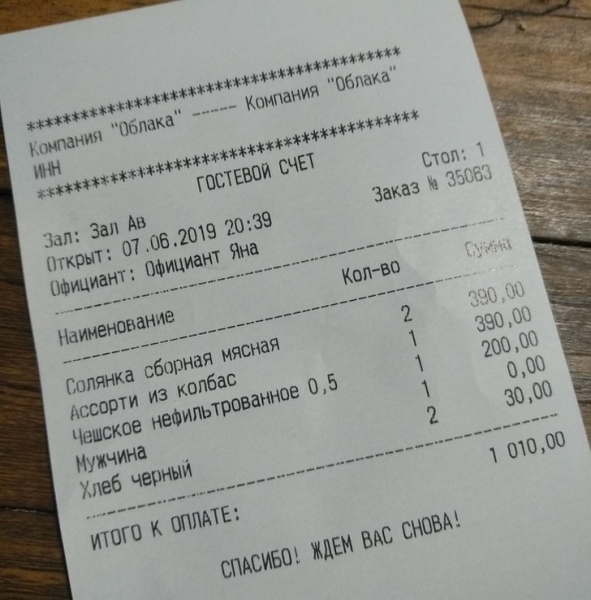 ******************************************
Компания "Облака" ------ Компания "Облака"
ИНН
******************************************
ГОСТЕВОЙ СЧЕТ
Стол: 1
Зал: Зал Ав Заказ № 35063
Открыт: 07.06.2019 20:39
Официант: Официант Яна
Наименование Кол-во Сумма
Солянка сборная мясная 2 390,00
Ассорти из колбас 1 390,00
Чешское нефильтрованное 0,5 1 200,00
Мужчина 1 0,00
Хлеб черный 2 30,00
ИТОГО К ОПЛАТЕ: 1 010,00
СПАСИБО! ЖДЕМ ВАС СНОВА!